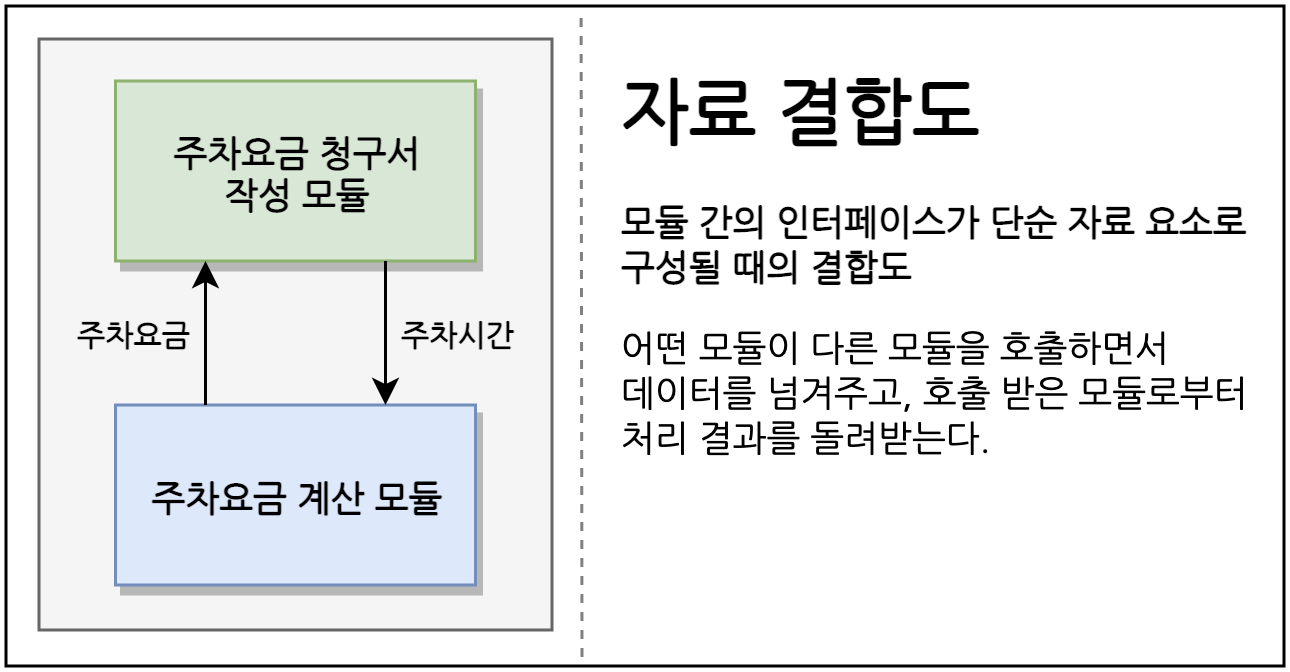 주차요금 청구서
작성 모듈
주차요금
주차시간
주차요금 계산 모듈
자료 결합도
모듈 간의 인터페이스가 단순 자료 요소로
구성될 때의 결합도
어떤 모듈이 다른 모듈을 호출하면서
데이터를 넘겨주고, 호출 받은 모듈로부터
처리 결과를 돌려받는다.